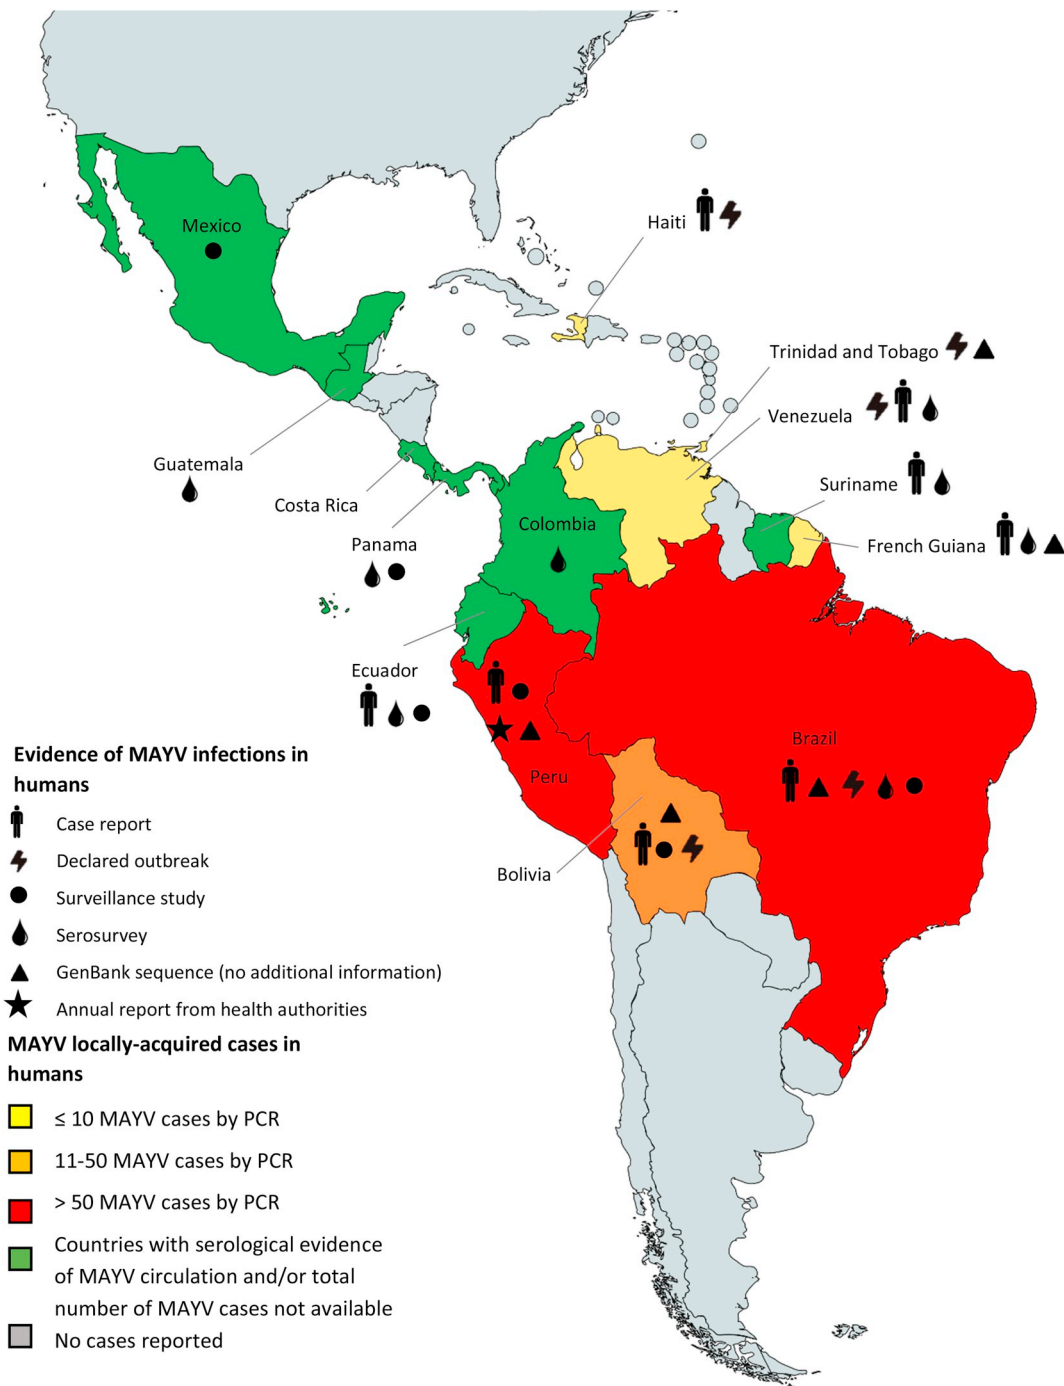 Mexico
Haiti
Trinidad and Tobago
Venezuela
Guatemala
Suriname
Costa Rica
Colombia
Panama
French Guiana
Ecuador
Brazil
Peru
Bolivia
Evidence of MAYV infections in
humans
Case report
Declared outbreak
Surveillance study
Serosurvey
GenBank sequence (no additional information)
Annual report from health authorities
MAYV locally-acquired cases in
humans
≤ 10 MAYV cases by PCR
11-50 MAYV cases by PCR
> 50 MAYV cases by PCR
Countries with serological evidence
of MAYV circulation and/or total
number of MAYV cases not available
No cases reported